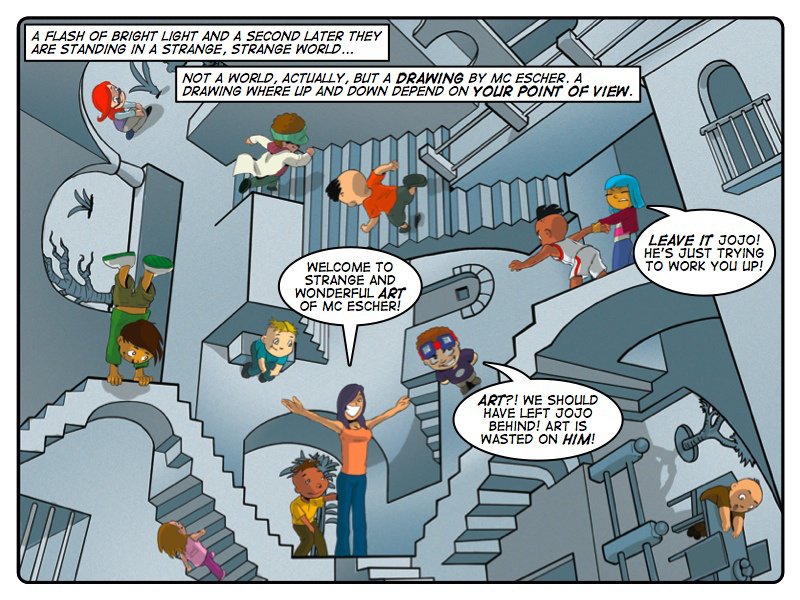 A FLASH OF BRIGHT LIGHT AND A SECOND LATER THEY
ARE STANDING IN A STRANGE, STRANGE WORLD...
NOT A WORLD, ACTUALLY, BUT A DRAWING BY MC ESCHER. A
DRAWING WHERE UP AND DOWN DEPEND ON YOUR POINT OF VIEW.
LEAVE IT JOJO!
HE'S JUST TRYING
TO WORK YOU UP!
WELCOME TO
STRANGE AND
WONDERFUL ART
OF MC ESCHER!
ART?! WE SHOULD
HAVE LEFT JOJO
BEHIND! ART IS
WASTED ON HIM!